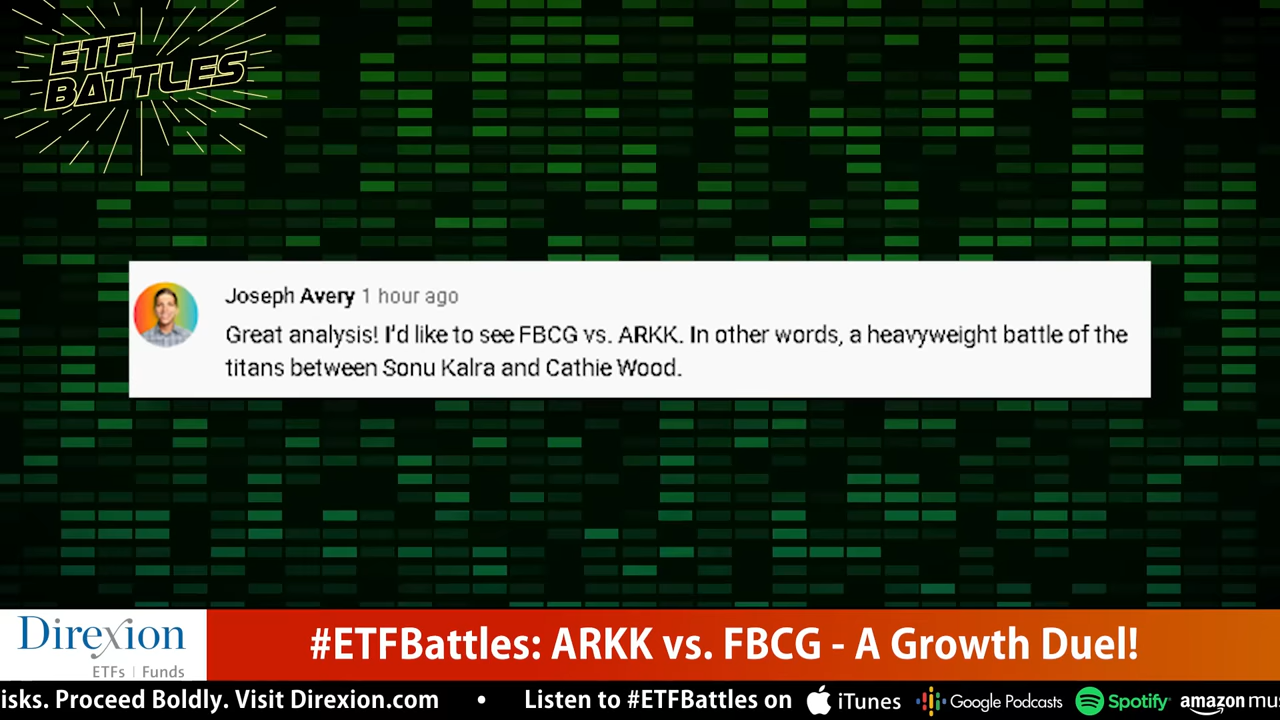 ETF
BATTLES
Joseph Avery 1 hour ago
Great analysis! I'd like to see FBCG vs. ARKK. In other words, a heavyweight battle of the
titans between Sonu Kalra and Cathie Wood.
Direxion
ETFs | Funds
#ETFBattles: ARKK vs. FBCG - A Growth Duel!
isks. Proceed Boldly. Visit Direxion.com • Listen to #ETFBattles on iTunes Google Podcasts Spotify amazon mu